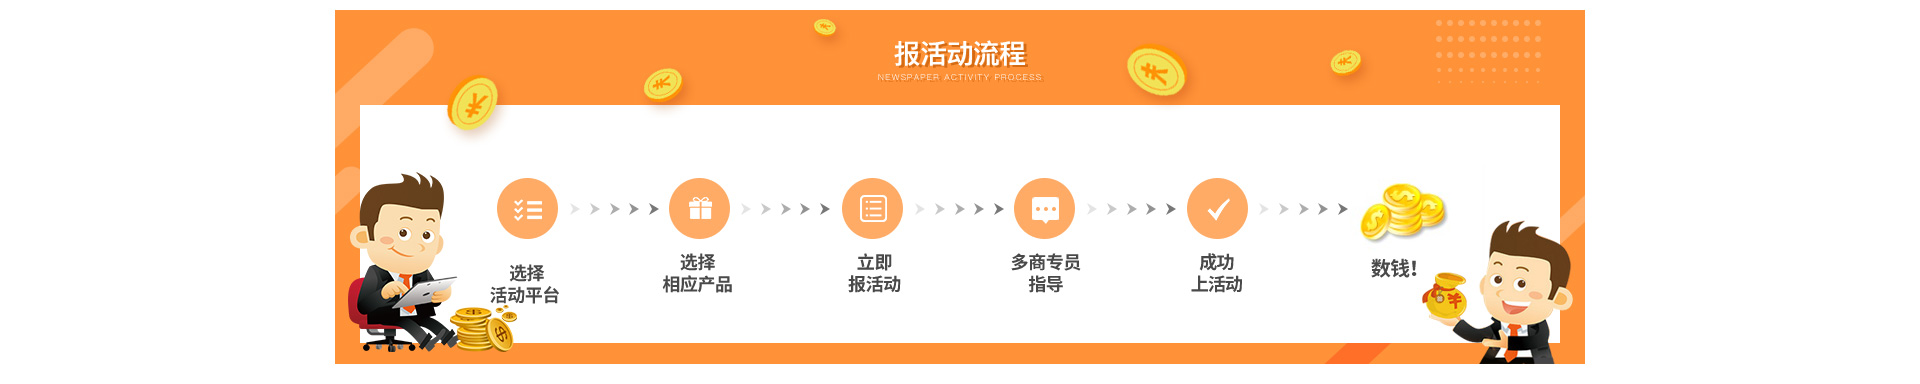 报活动流程
NEWSPAPER ACTIVITY PROCESS
选择
活动平台
选择
相应产品
立即
报活动
多商专员
指导
成功
上活动
数钱!